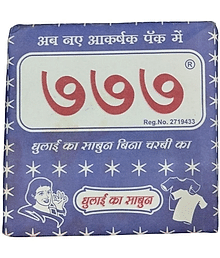 अब नए आकर्षक पॅक में
७७७
®
Reg.No. 2719433
धुलाई का साबुन बिना चरबी का
धुलाई का साबुन